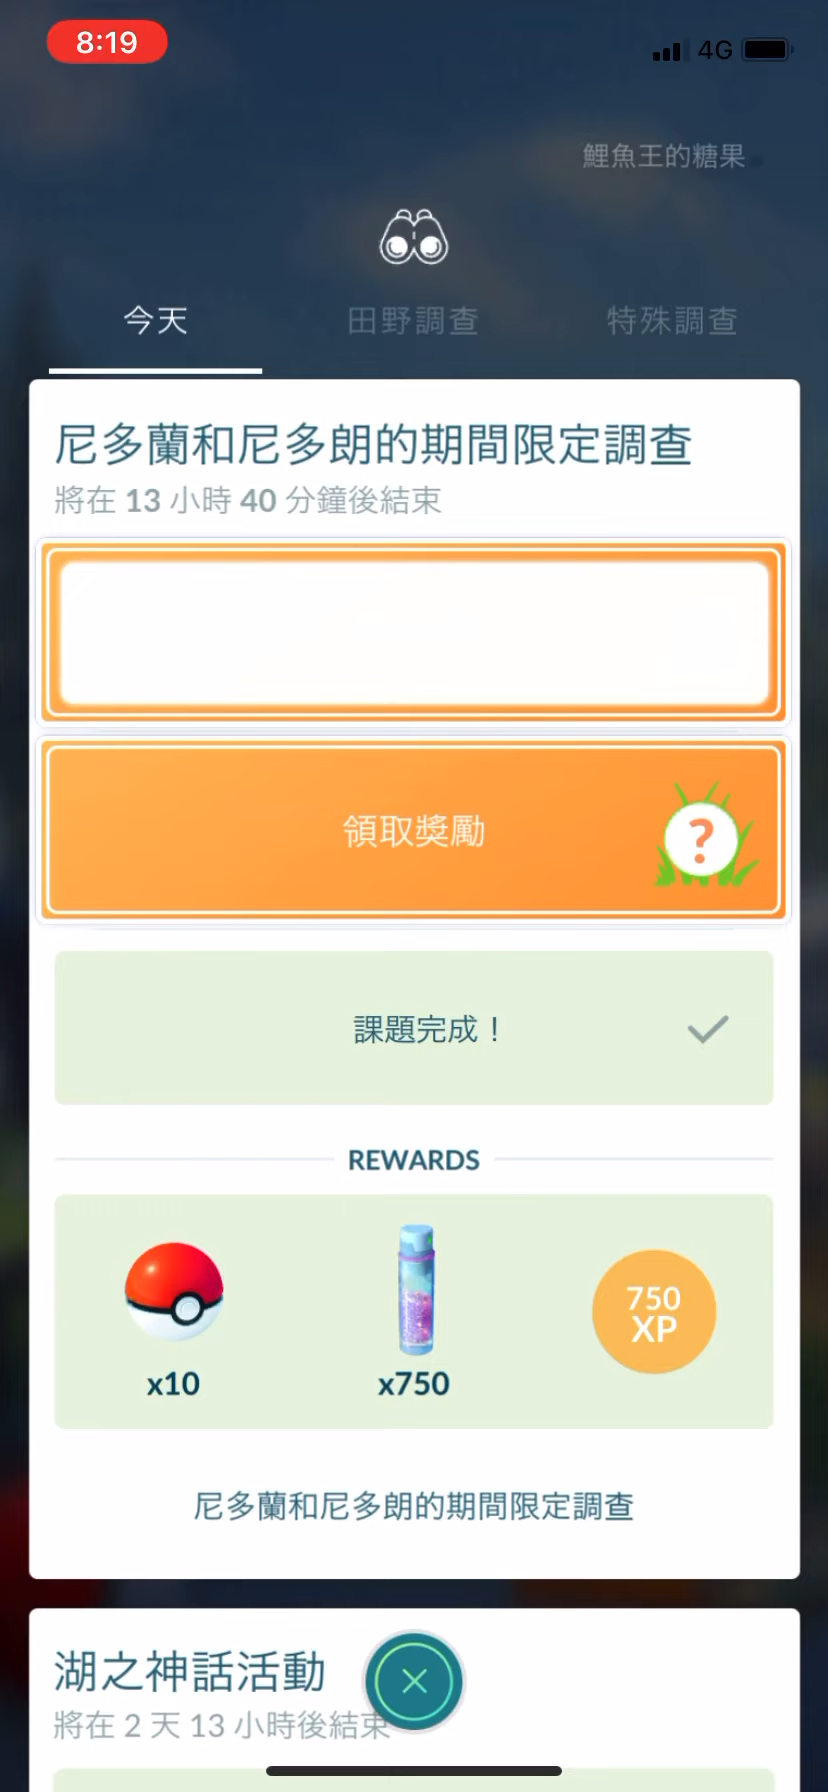 8:19
4G
鯉魚王的糖果
今天
田野調查
特殊調查
尼多蘭和尼多朗的期間限定調查
將在 13 小時 40 分鐘後結束
領取獎勵
?
課題完成！
REWARDS
x10
x750
750
XP
尼多蘭和尼多朗的期間限定調查
湖之神話活動
將在 2 天 13 小時後結束